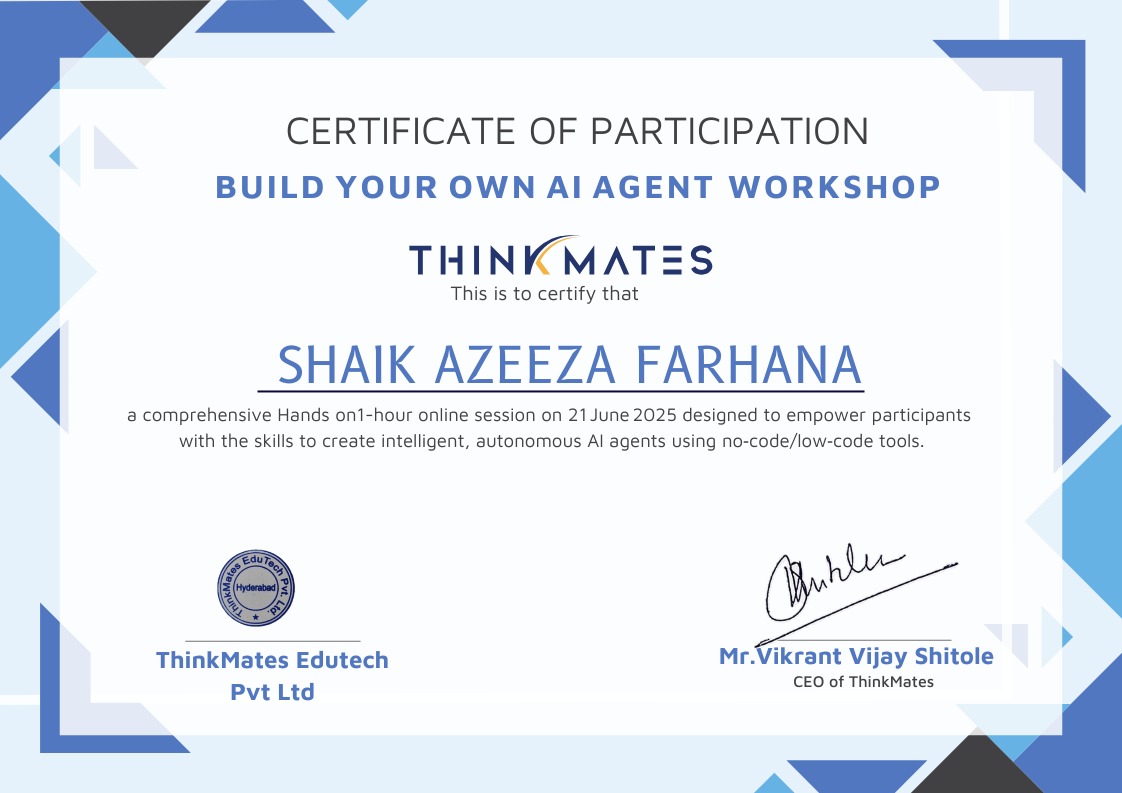 CERTIFICATE OF PARTICIPATION
BUILD YOUR OWN AI AGENT WORKSHOP
THINKMATES
This is to certify that
SHAIK AZEEZA FARHANA
a comprehensive Hands on1-hour online session on 21 June 2025 designed to empower participants
with the skills to create intelligent, autonomous AI agents using no-code/low-code tools.
ThinkMates EduTech Pvt. Ltd.
Hyderabad
ThinkMates Edutech
Pvt Ltd
Mr.Vikrant Vijay Shitole
CEO of ThinkMates